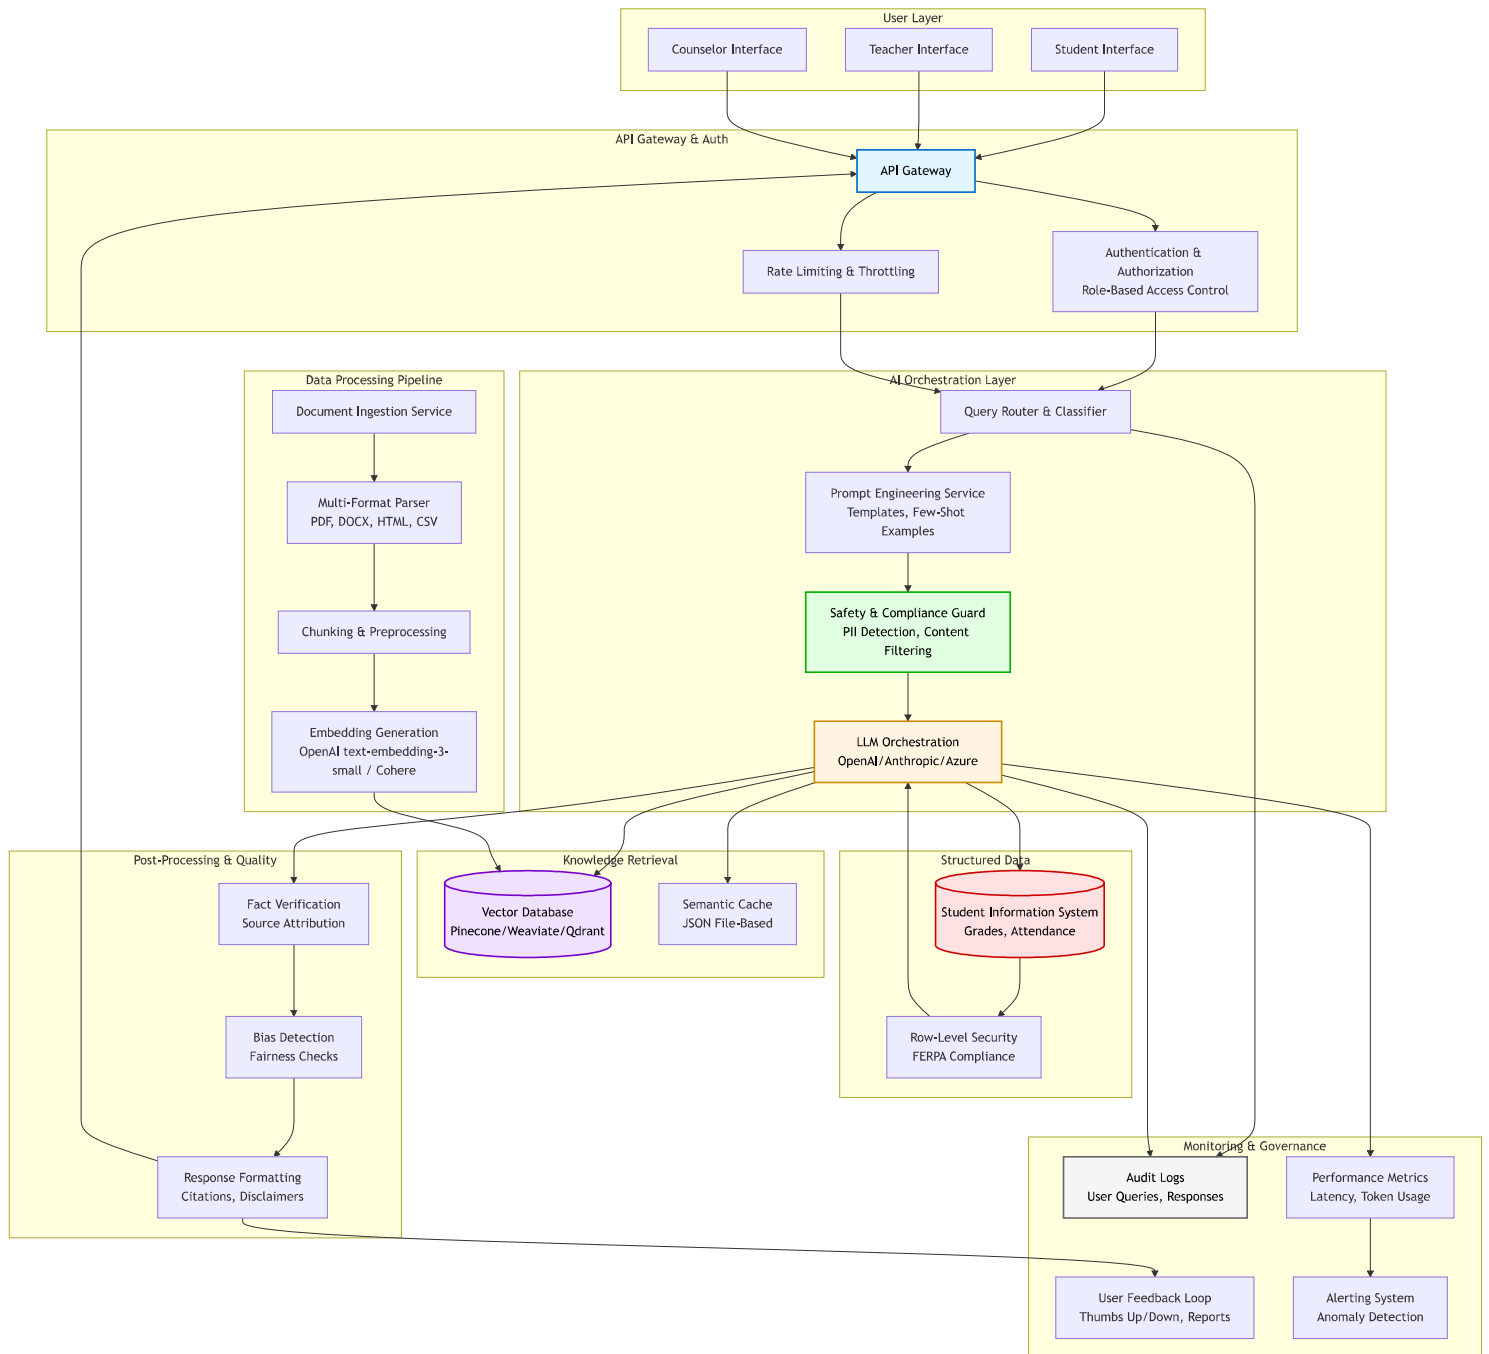 User Layer
Counselor Interface
Teacher Interface
Student Interface
API Gateway & Auth
API Gateway
Rate Limiting & Throttling
Authentication &
Authorization
Role-Based Access Control
Data Processing Pipeline
Document Ingestion Service
Multi-Format Parser
PDF, DOCX, HTML, CSV
Chunking & Preprocessing
Embedding Generation
OpenAI text-embedding-3-
small / Cohere
AI Orchestration Layer
Query Router & Classifier
Prompt Engineering Service
Templates, Few-Shot
Examples
Safety & Compliance Guard
PII Detection, Content
Filtering
LLM Orchestration
OpenAI/Anthropic/Azure
Post-Processing & Quality
Fact Verification
Source Attribution
Bias Detection
Fairness Checks
Response Formatting
Citations, Disclaimers
Knowledge Retrieval
Vector Database
Pinecone/Weaviate/Qdrant
Semantic Cache
JSON File-Based
Structured Data
Student Information System
Grades, Attendance
Row-Level Security
FERPA Compliance
Monitoring & Governance
Audit Logs
User Queries, Responses
Performance Metrics
Latency, Token Usage
User Feedback Loop
Thumbs Up/Down, Reports
Alerting System
Anomaly Detection